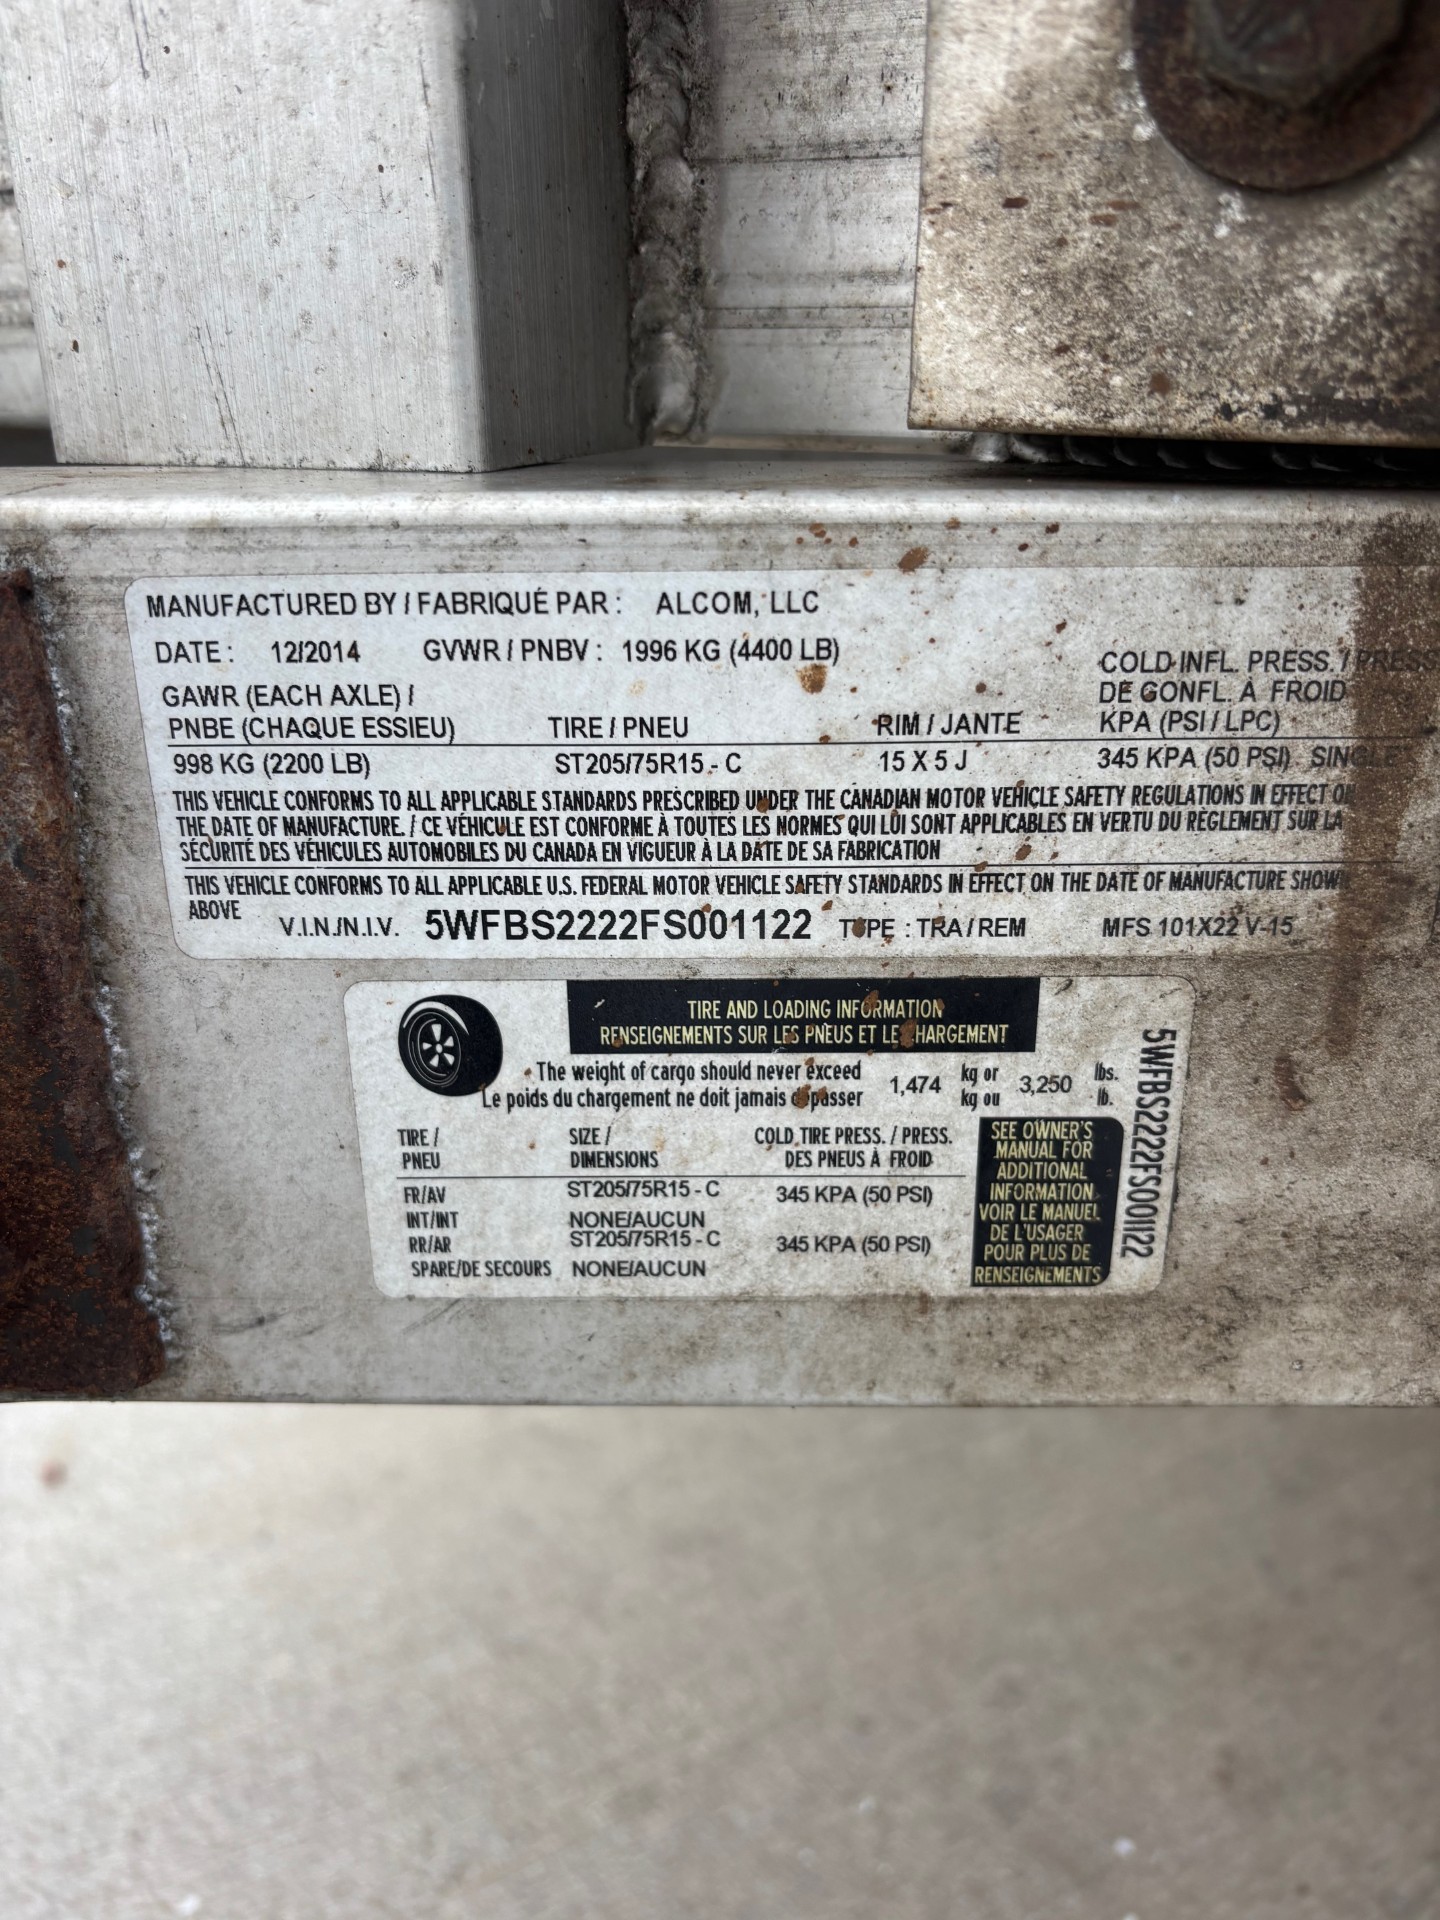 MANUFACTURED BY / FABRIQUÉ PAR : ALCOM, LLC
DATE : 12/2014 GVWR / PNBV : 1996 KG (4400 LB)
COLD INFL. PRESS. / PRESS
GAWR (EACH AXLE) / DE GONFL. À FROID
PNBE (CHAQUE ESSIEU) TIRE / PNEU RIM / JANTE KPA (PSI / LPC)
998 KG (2200 LB) ST205/75R15 - C 15 X 5 J 345 KPA (50 PSI) SINGLE
THIS VEHICLE CONFORMS TO ALL APPLICABLE STANDARDS PRESCRIBED UNDER THE CANADIAN MOTOR VEHICLE SAFETY REGULATIONS IN EFFECT ON
THE DATE OF MANUFACTURE. / CE VÉHICULE EST CONFORME À TOUTES LES NORMES QUI LUI SONT APPLICABLES EN VERTU DU RÈGLEMENT SUR LA
SÉCURITÉ DES VÉHICULES AUTOMOBILES DU CANADA EN VIGUEUR À LA DATE DE SA FABRICATION
THIS VEHICLE CONFORMS TO ALL APPLICABLE U.S. FEDERAL MOTOR VEHICLE SAFETY STANDARDS IN EFFECT ON THE DATE OF MANUFACTURE SHOWN
ABOVE V.I.N./N.I.V. 5WFBS2222FS001122 TYPE : TRA / REM MFS 101X22 V-15
TIRE AND LOADING INFORMATION
RENSEIGNEMENTS SUR LES PNEUS ET LE CHARGEMENT
The weight of cargo should never exceed 1,474 kg or 3,250 lbs.
Le poids du chargement ne doit jamais dépasser kg ou lb.
TIRE / SIZE / COLD TIRE PRESS. / PRESS.
PNEU DIMENSIONS DES PNEUS À FROID
FR/AV ST205/75R15 - C 345 KPA (50 PSI)
INT/INT NONE/AUCUN
RR/AR ST205/75R15 - C 345 KPA (50 PSI)
SPARE/DE SECOURS NONE/AUCUN
SEE OWNER'S
MANUAL FOR
ADDITIONAL
INFORMATION
VOIR LE MANUEL
DE L'USAGER
POUR PLUS DE
RENSEIGNEMENTS
5WFBS2222FS001122